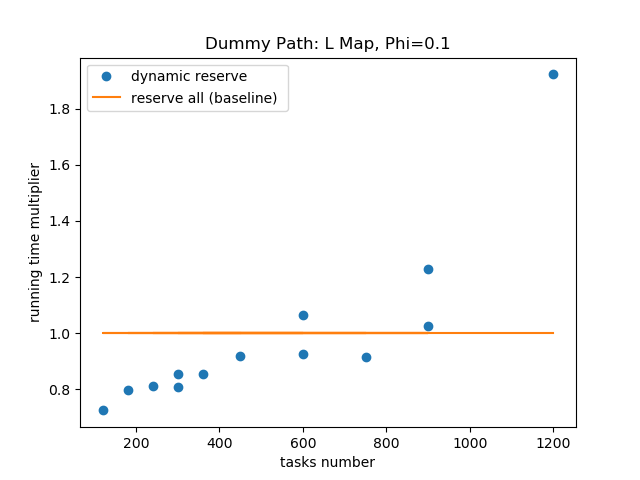 Dummy Path: L Map, Phi=0.1
dynamic reserve
reserve all (baseline)
running time multiplier
1.8
1.6
1.4
1.2
1.0
0.8
200 400 600 800 1000 1200
tasks number